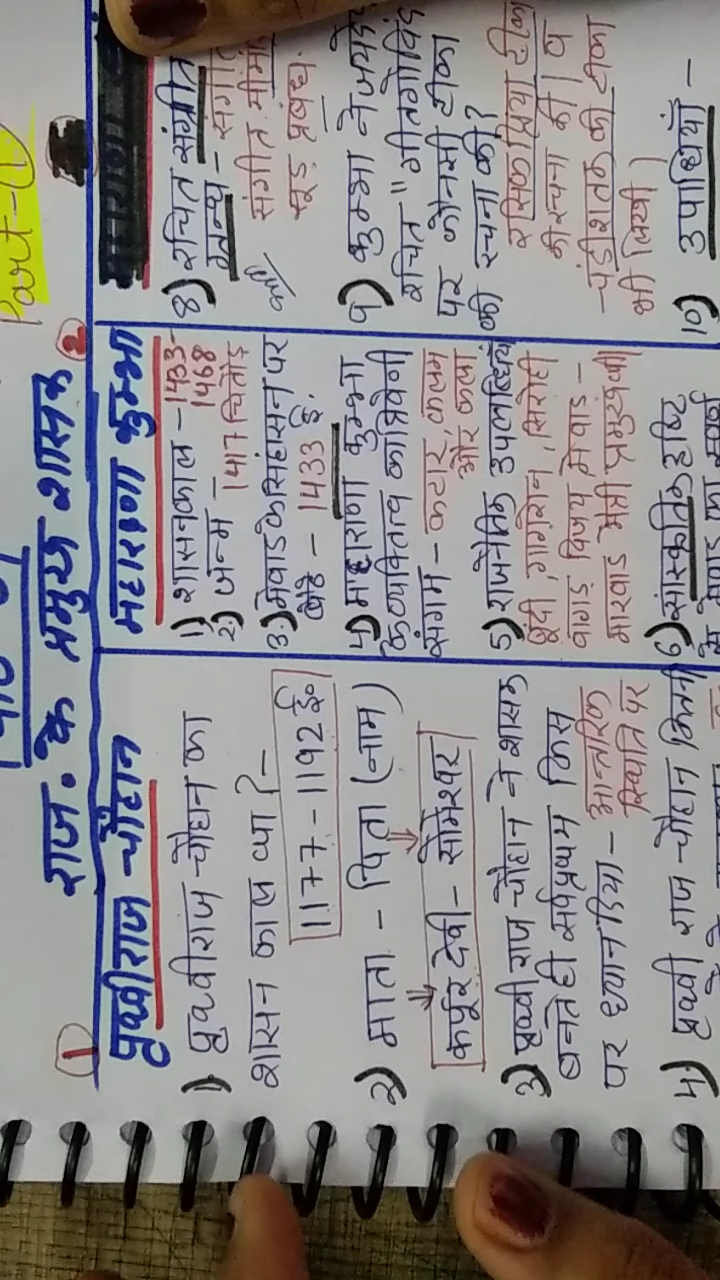 Part-1
राज. के प्रमुख शासक
1
पृथ्वीराज चौहान
1) पृथ्वीराज चौहान का
शासन काल था ?-
1177-1192 ई०
2) माता - पिता (नाम)
कर्पूर देवी - सोमेश्वर
3) पृथ्वी राज चौहान ने शासक
बनते ही सर्वप्रथम किस
पर ध्यान दिया - आन्तरिक
स्थिति पर
4) पृथ्वी राज चौहान कितनी
2
महाराणा कुम्भा
1) शासनकाल - 1433-
1468
2) जन्म - 1417 चितौड़
3) मेवाड के सिंहासन पर
बैठे - 1433 ई.
4) महाराणा कुम्भा
के व्यक्तित्व का त्रिवेणी
संगम - कटार, कलम
और कला
5) राजनैतिक उपलब्धियाँ
बूंदी, गागरोन, सिरोही
वागड़ विजय मेवाड -
मारवाड मैत्री प्रमुख थी
6) सांस्कृतिक दृष्टि
से मेवाड का
8) रचित संगीत
ग्रन्थ - संगीत
संगीत मीमां
सूड़ प्रबंध.
9) कुम्भा ने जयदेव
रचित "गीतगोविंद
पर कौनसी टीका
की रचना की?
रसिक प्रिया टीका
की रचना की । व
चंडीशतक की टीका
भी लिखी )
10) उपाधियाँ -